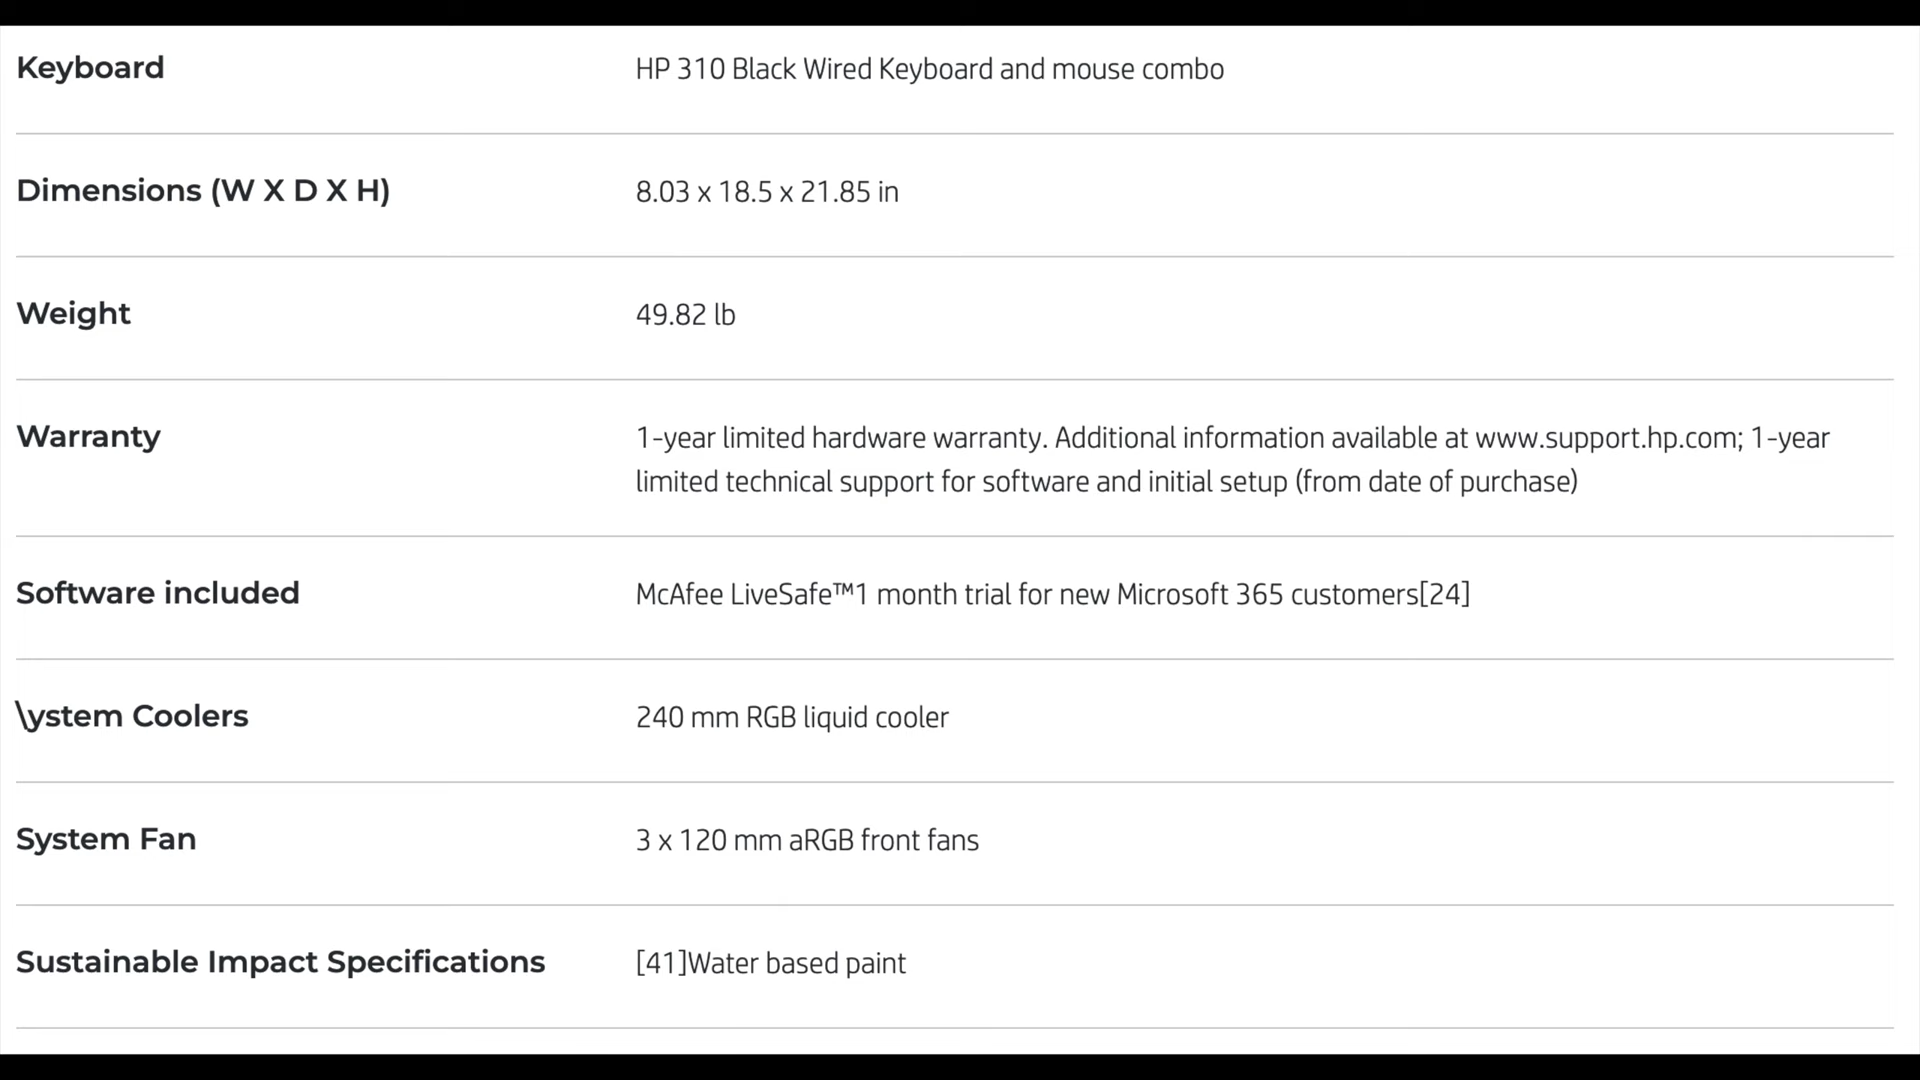 Keyboard HP 310 Black Wired Keyboard and mouse combo
Dimensions (W X D X H) 8.03 x 18.5 x 21.85 in
Weight 49.82 lb
Warranty 1-year limited hardware warranty. Additional information available at www.support.hp.com; 1-year
limited technical support for software and initial setup (from date of purchase)
Software included McAfee LiveSafe™1 month trial for new Microsoft 365 customers[24]
\ystem Coolers 240 mm RGB liquid cooler
System Fan 3 x 120 mm aRGB front fans
Sustainable Impact Specifications [41]Water based paint